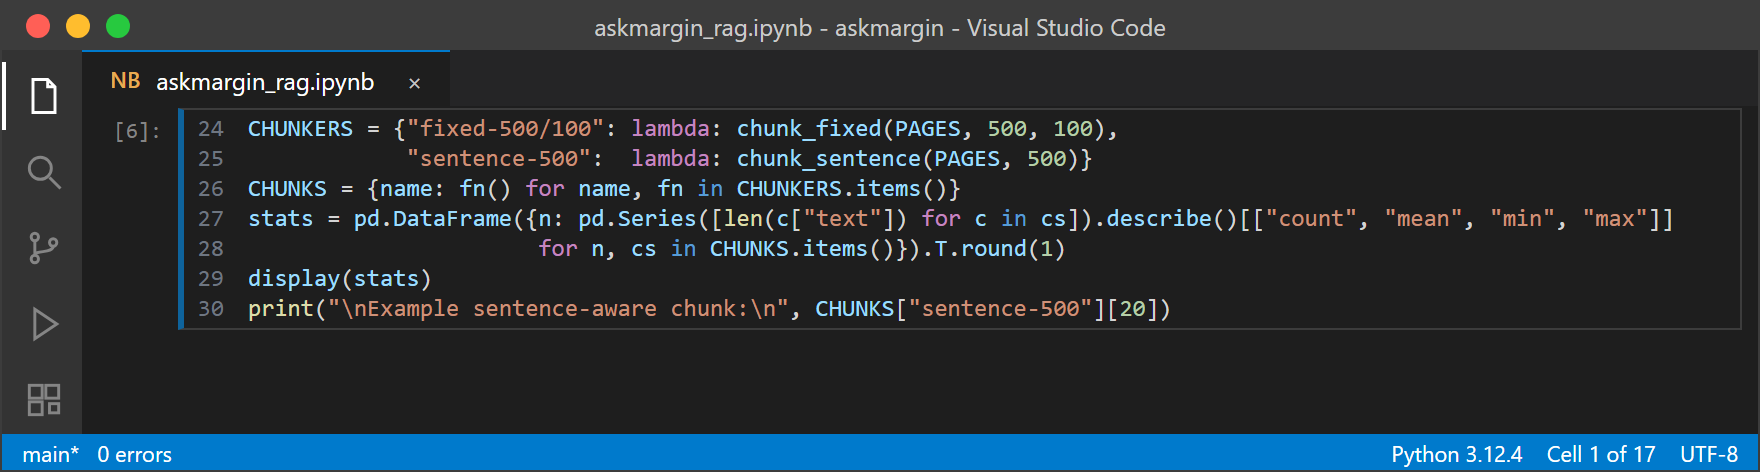 askmargin_rag.ipynb - askmargin - Visual Studio Code
NB askmargin_rag.ipynb ×
[6]:
24 CHUNKERS = {"fixed-500/100": lambda: chunk_fixed(PAGES, 500, 100),
25             "sentence-500":  lambda: chunk_sentence(PAGES, 500)}
26 CHUNKS = {name: fn() for name, fn in CHUNKERS.items()}
27 stats = pd.DataFrame({n: pd.Series([len(c["text"]) for c in cs]).describe()[["count", "mean", "min", "max"]]
28                       for n, cs in CHUNKS.items()}).T.round(1)
29 display(stats)
30 print("\nExample sentence-aware chunk:\n", CHUNKS["sentence-500"][20])
main* 0 errors Python 3.12.4 Cell 1 of 17 UTF-8